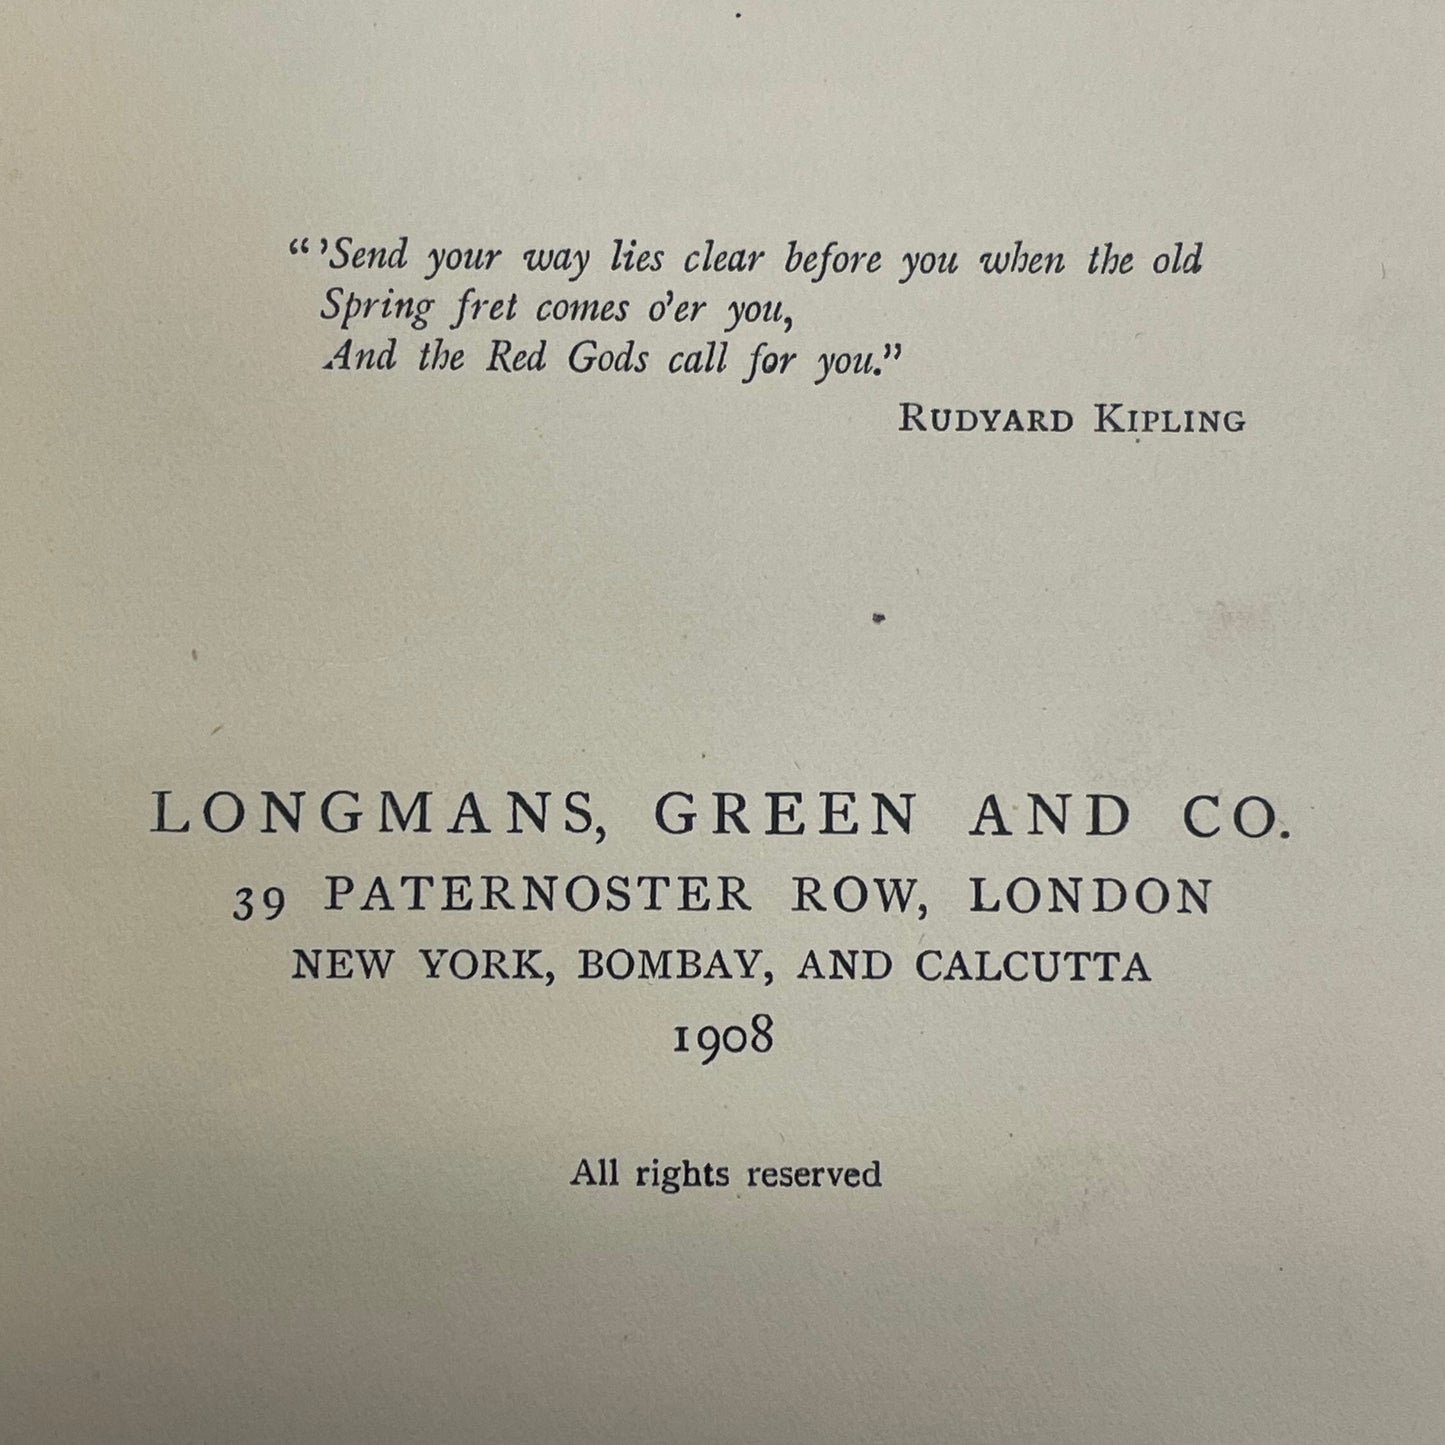 “ ’Send your way lies clear before you when the old
Spring fret comes o’er you,
And the Red Gods call for you.”
RUDYARD KIPLING
LONGMANS, GREEN AND CO.
39 PATERNOSTER ROW, LONDON
NEW YORK, BOMBAY, AND CALCUTTA
1908
All rights reserved